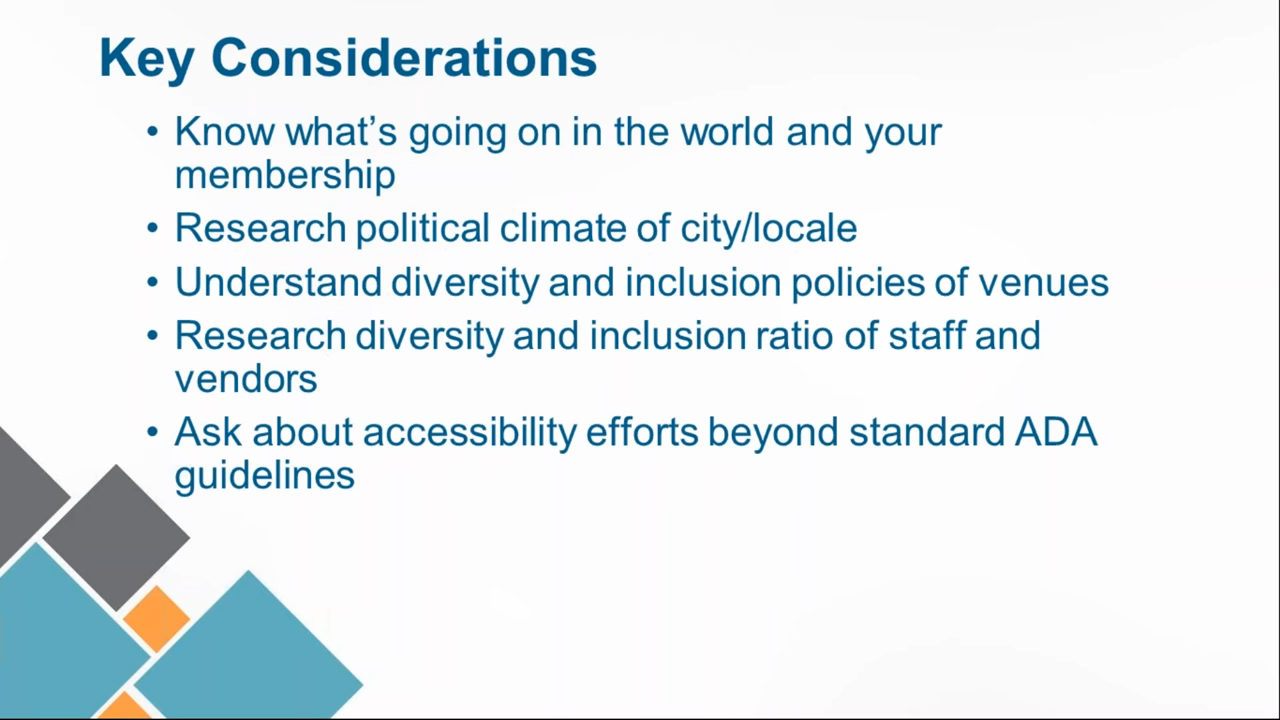 Key Considerations
• Know what’s going on in the world and your
membership
• Research political climate of city/locale
• Understand diversity and inclusion policies of venues
• Research diversity and inclusion ratio of staff and
vendors
• Ask about accessibility efforts beyond standard ADA
guidelines